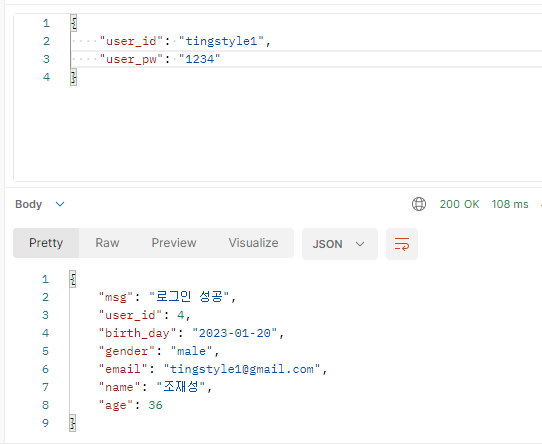 1 {
2 "user_id": "tingstyle1",
3 "user_pw": "1234"
4 }
Body 200 OK 108 ms
Pretty Raw Preview Visualize JSON
1 {
2 "msg": "로그인 성공",
3 "user_id": 4,
4 "birth_day": "2023-01-20",
5 "gender": "male",
6 "email": "tingstyle1@gmail.com",
7 "name": "조재성",
8 "age": 36
9 }